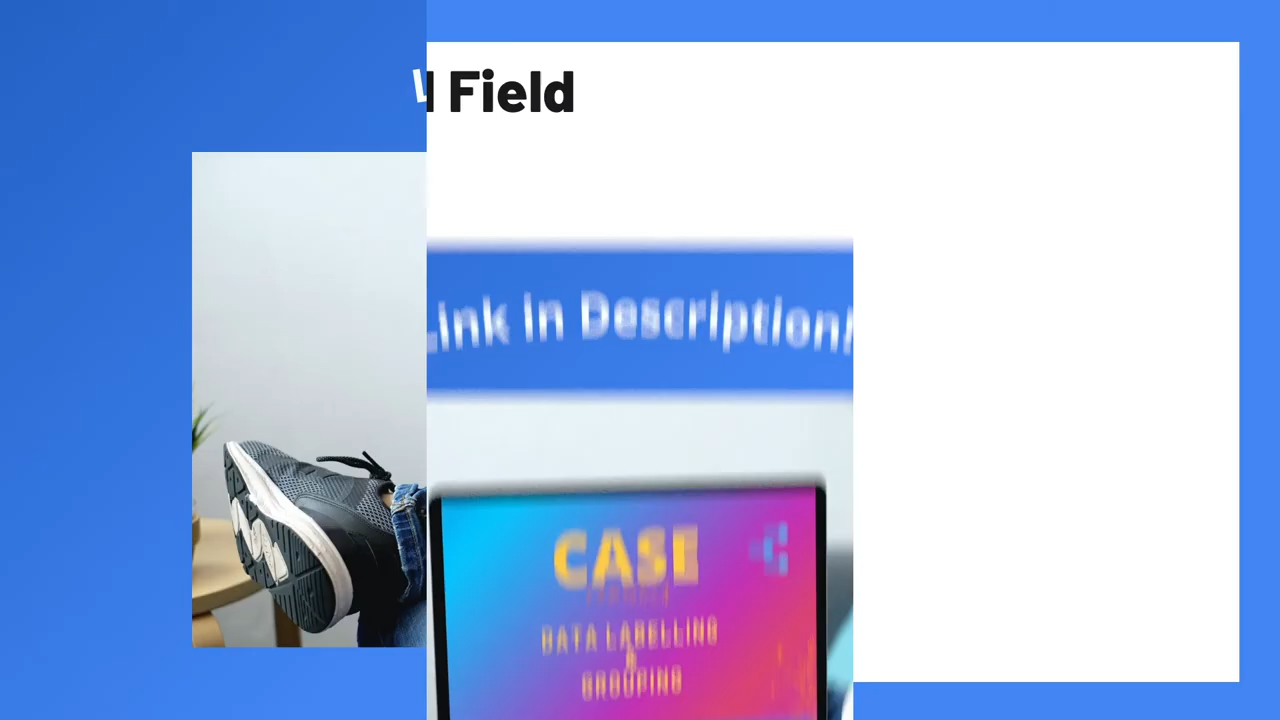 Field
Link in Description!
CASE
DATA LABELLING
&
GROUPING